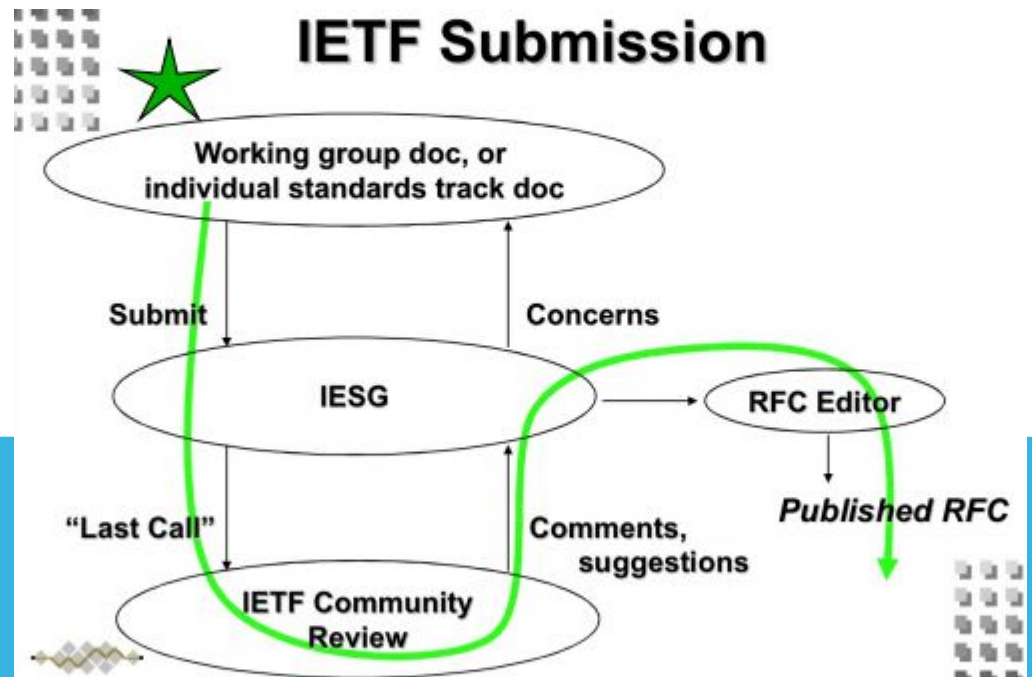 IETF Submission
Working group doc, or
individual standards track doc
Submit
Concerns
IESG
RFC Editor
Published RFC
“Last Call”
Comments,
suggestions
IETF Community
Review